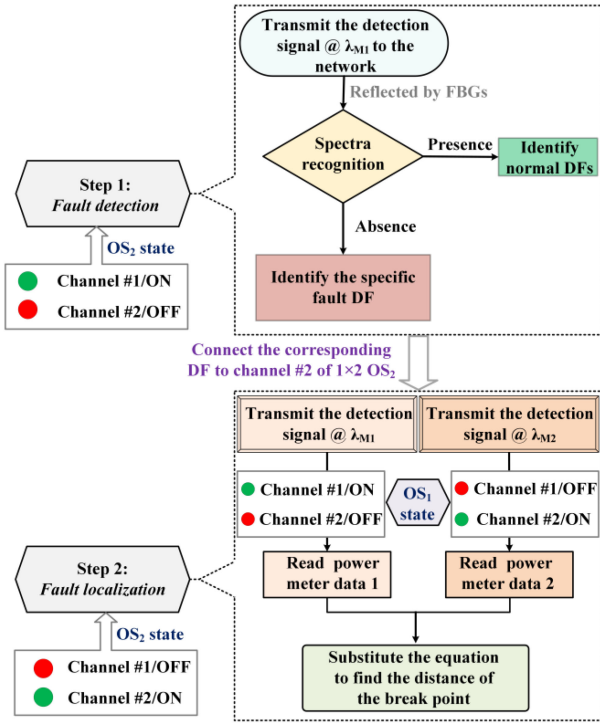 Transmit the detection
signal @ λM1 to the
network
Reflected by FBGs
Spectra
recognition
Presence
Identify
normal DFs
Absence
Identify the specific
fault DF
Step 1:
Fault detection
OS2 state
Channel #1/ON
Channel #2/OFF
Connect the corresponding
DF to channel #2 of 1×2 OS2
Transmit the detection
signal @ λM1
Transmit the detection
signal @ λM2
Channel #1/ON
Channel #2/OFF
OS1
state
Channel #1/OFF
Channel #2/ON
Read power
meter data 1
Read power
meter data 2
Step 2:
Fault localization
OS2 state
Channel #1/OFF
Channel #2/ON
Substitute the equation
to find the distance of
the break point